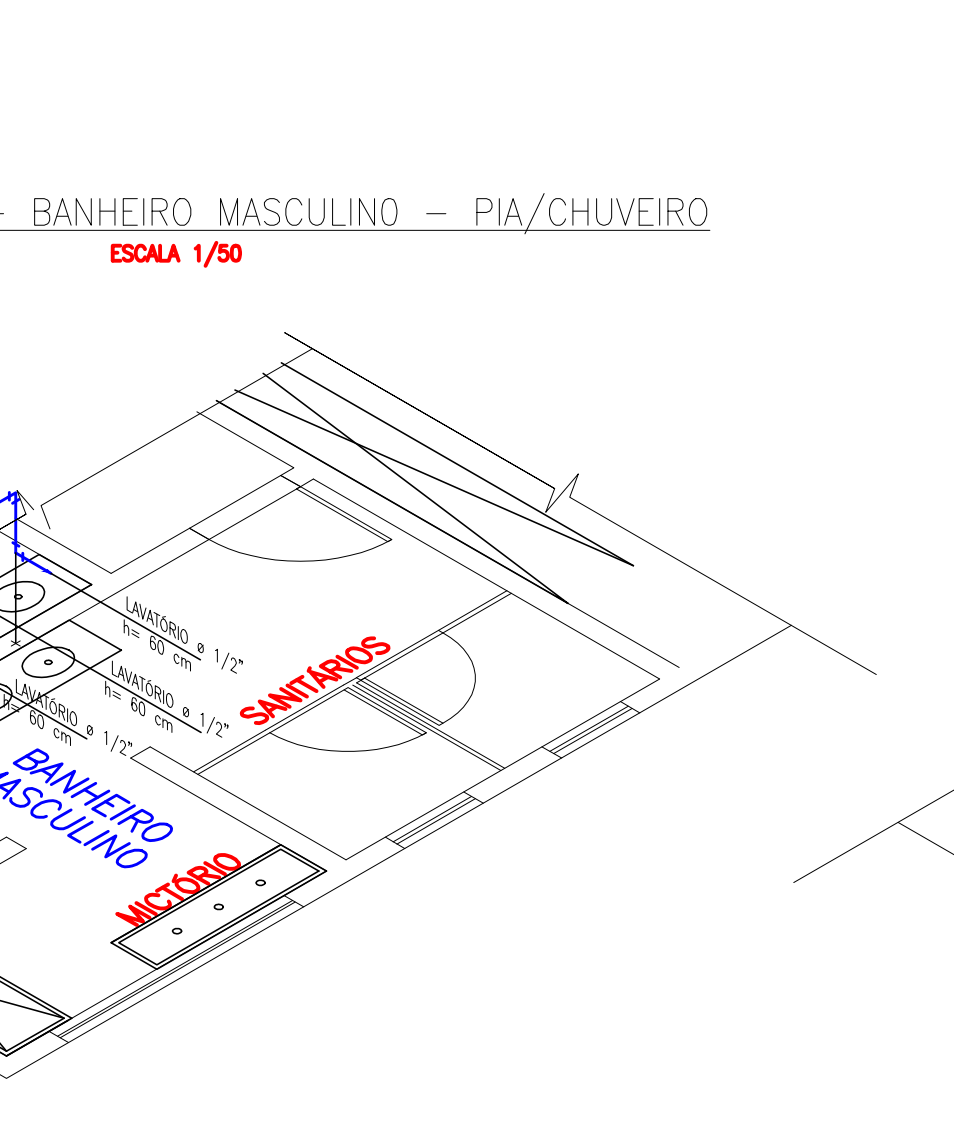 - BANHEIRO MASCULINO - PIA/CHUVEIRO
ESCALA 1/50
LAVATÓRIO ø 1/2"
h= 60 cm
LAVATÓRIO ø 1/2"
h= 60 cm
LAVATÓRIO ø 1/2"
h= 60 cm
SANITÁRIOS
BANHEIRO
MASCULINO
MICTÓRIO